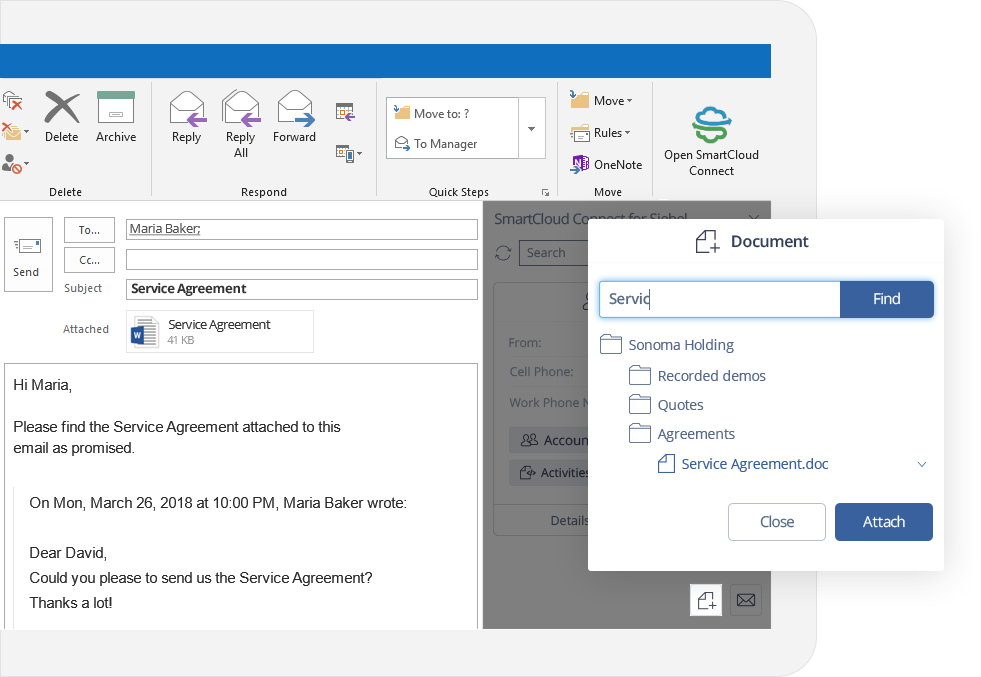 Delete
Archive
Reply
Reply
All
Forward
Move to: ?
To Manager
Move
Rules
OneNote
Open SmartCloud
Connect
Delete
Respond
Quick Steps
Move
Send
To...
Maria Baker;
Cc...
Subject
Service Agreement
Attached
Service Agreement
41 KB
Hi Maria,
Please find the Service Agreement attached to this
email as promised.
On Mon, March 26, 2018 at 10:00 PM, Maria Baker wrote:
Dear David,
Could you please to send us the Service Agreement?
Thanks a lot!
SmartCloud Connect for Siebel
Search
From:
Cell Phone:
Work Phone
Activities
Details
Document
Servic
Find
Sonoma Holding
Recorded demos
Quotes
Agreements
Service Agreement.doc
Close
Attach